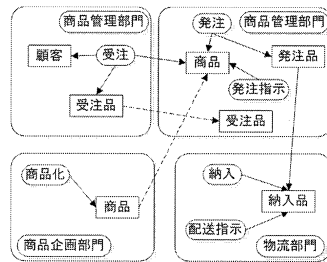 商品管理部門
顧客
受注
受注品
発注
商品管理部門
商品
発注品
発注指示
受注品
商品化
商品
商品企画部門
納入
納入品
配送指示
物流部門